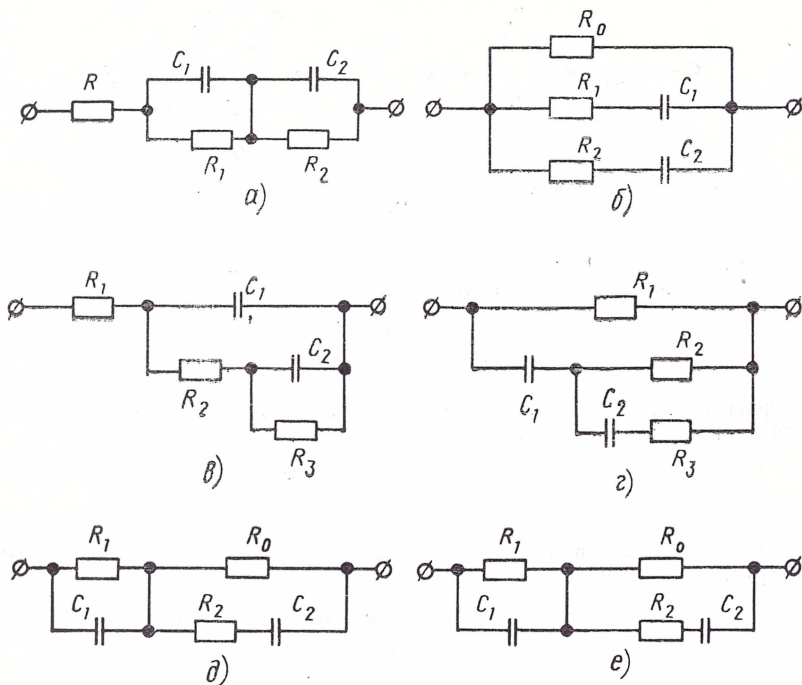 R C₁ C₂
R₁ R₂
а)
R₀
R₁ C₁
R₂ C₂
б)
R₁ C₁
R₂ C₂
R₃
в)
R₁
R₂
C₁ C₂ R₃
г)
R₁ R₀
C₁ R₂ C₂
д)
R₁ R₀
C₁ R₂ C₂
е)